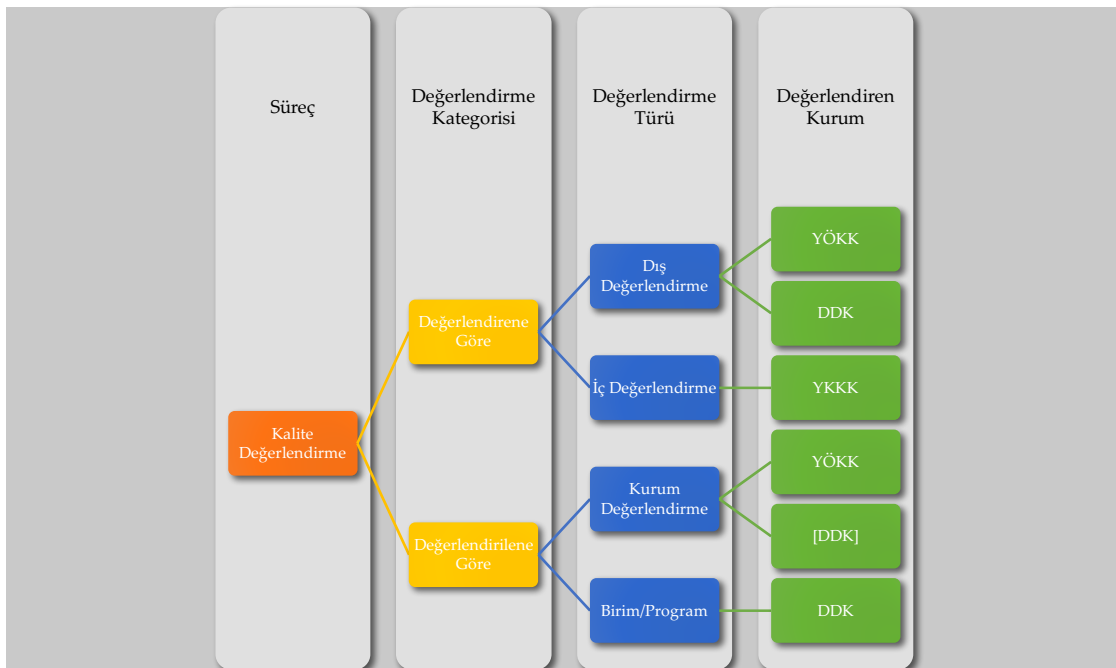 Süreç
Değerlendirme
Kategorisi
Değerlendirme
Türü
Değerlendiren
Kurum
Kalite
Değerlendirme
Değerlendirene
Göre
Dış
Değerlendirme
YÖKK
DDK
İç Değerlendirme
YKKK
Değerlendirilene
Göre
Kurum
Değerlendirme
YÖKK
[DDK]
Birim/Program
DDK